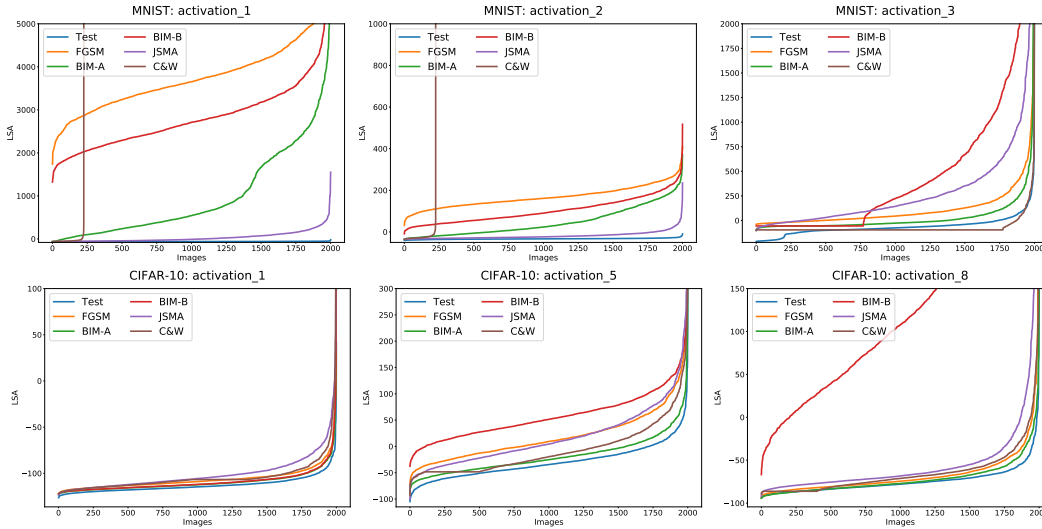 MNIST: activation_1
5000
4000
3000
2000
1000
0
LSA
Test
FGSM
BIM-A
BIM-B
JSMA
C&W
0 250 500 750 1000 1250 1500 1750 2000
Images
MNIST: activation_2
1000
800
600
400
200
0
LSA
Test
FGSM
BIM-A
BIM-B
JSMA
C&W
0 250 500 750 1000 1250 1500 1750 2000
Images
MNIST: activation_3
2000
1750
1500
1250
1000
750
500
250
0
LSA
Test
FGSM
BIM-A
BIM-B
JSMA
C&W
250 500 750 1000 1250 1500 1750 2000
Images
CIFAR-10: activation_1
100
50
0
−50
−100
LSA
Test
FGSM
BIM-A
BIM-B
JSMA
C&W
0 250 500 750 1000 1250 1500 1750 2000
Images
CIFAR-10: activation_5
300
250
200
150
100
50
0
−50
−100
LSA
Test
FGSM
BIM-A
BIM-B
JSMA
C&W
0 250 500 750 1000 1250 1500 1750 2000
Images
CIFAR-10: activation_8
150
100
50
0
−50
−100
LSA
Test
FGSM
BIM-A
BIM-B
JSMA
C&W
0 250 500 750 1000 1250 1500 1750 2000
Images